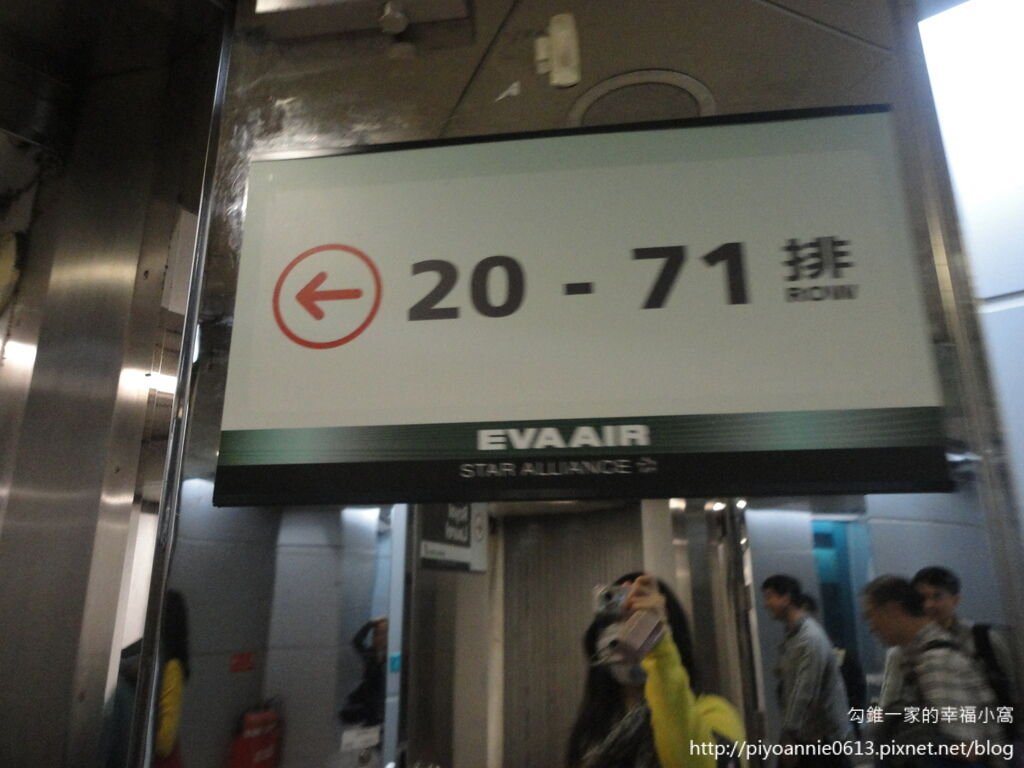 20 - 71 排
ROW
EVA AIR
STAR ALLIANCE
勾錐一家的幸福小窩
http://piyoannie0613.pixnet.net/blog